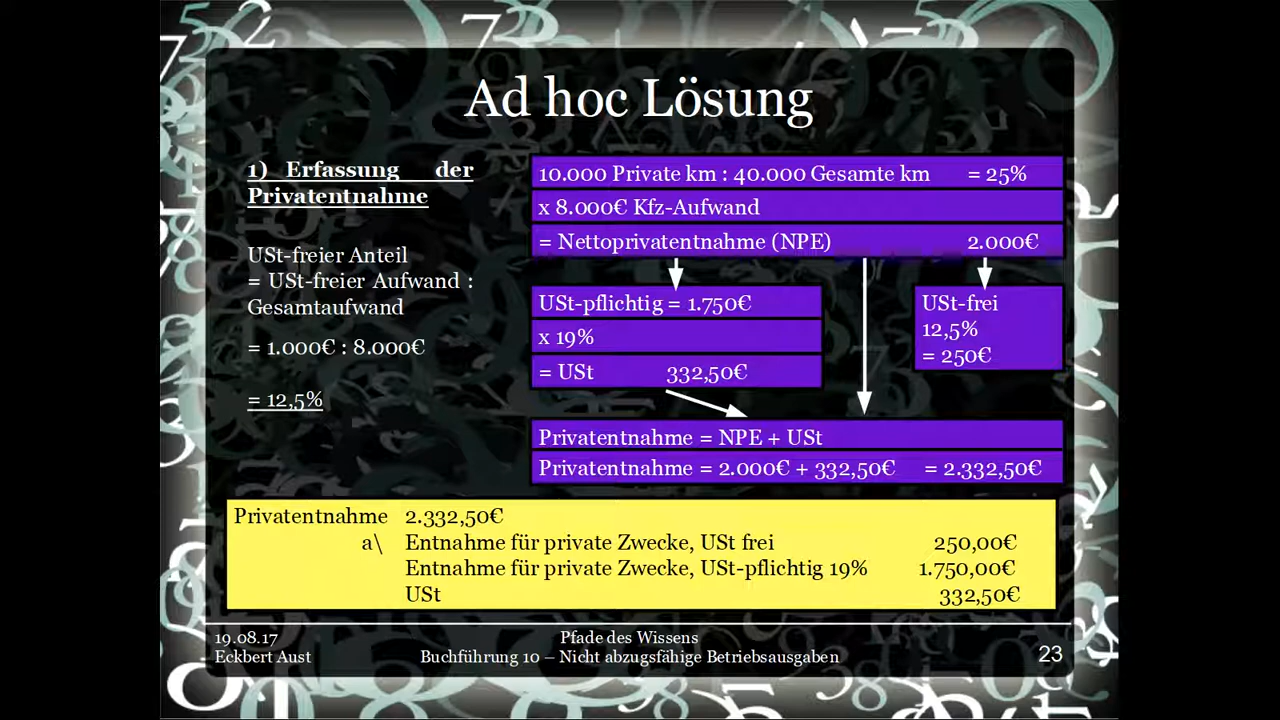 Ad hoc Lösung
1) Erfassung der
Privatentnahme
USt-freier Anteil
= USt-freier Aufwand :
Gesamtaufwand
= 1.000€ : 8.000€
= 12,5%
10.000 Private km : 40.000 Gesamte km = 25%
x 8.000€ Kfz-Aufwand
= Nettoprivatentnahme (NPE) 2.000€
USt-pflichtig = 1.750€
x 19%
= USt 332,50€
USt-frei
12,5%
= 250€
Privatentnahme = NPE + USt
Privatentnahme = 2.000€ + 332,50€ = 2.332,50€
Privatentnahme 2.332,50€
a\ Entnahme für private Zwecke, USt frei 250,00€
Entnahme für private Zwecke, USt-pflichtig 19% 1.750,00€
USt 332,50€
19.08.17
Eckbert Aust
Pfade des Wissens
Buchführung 10 – Nicht abzugsfähige Betriebsausgaben
23